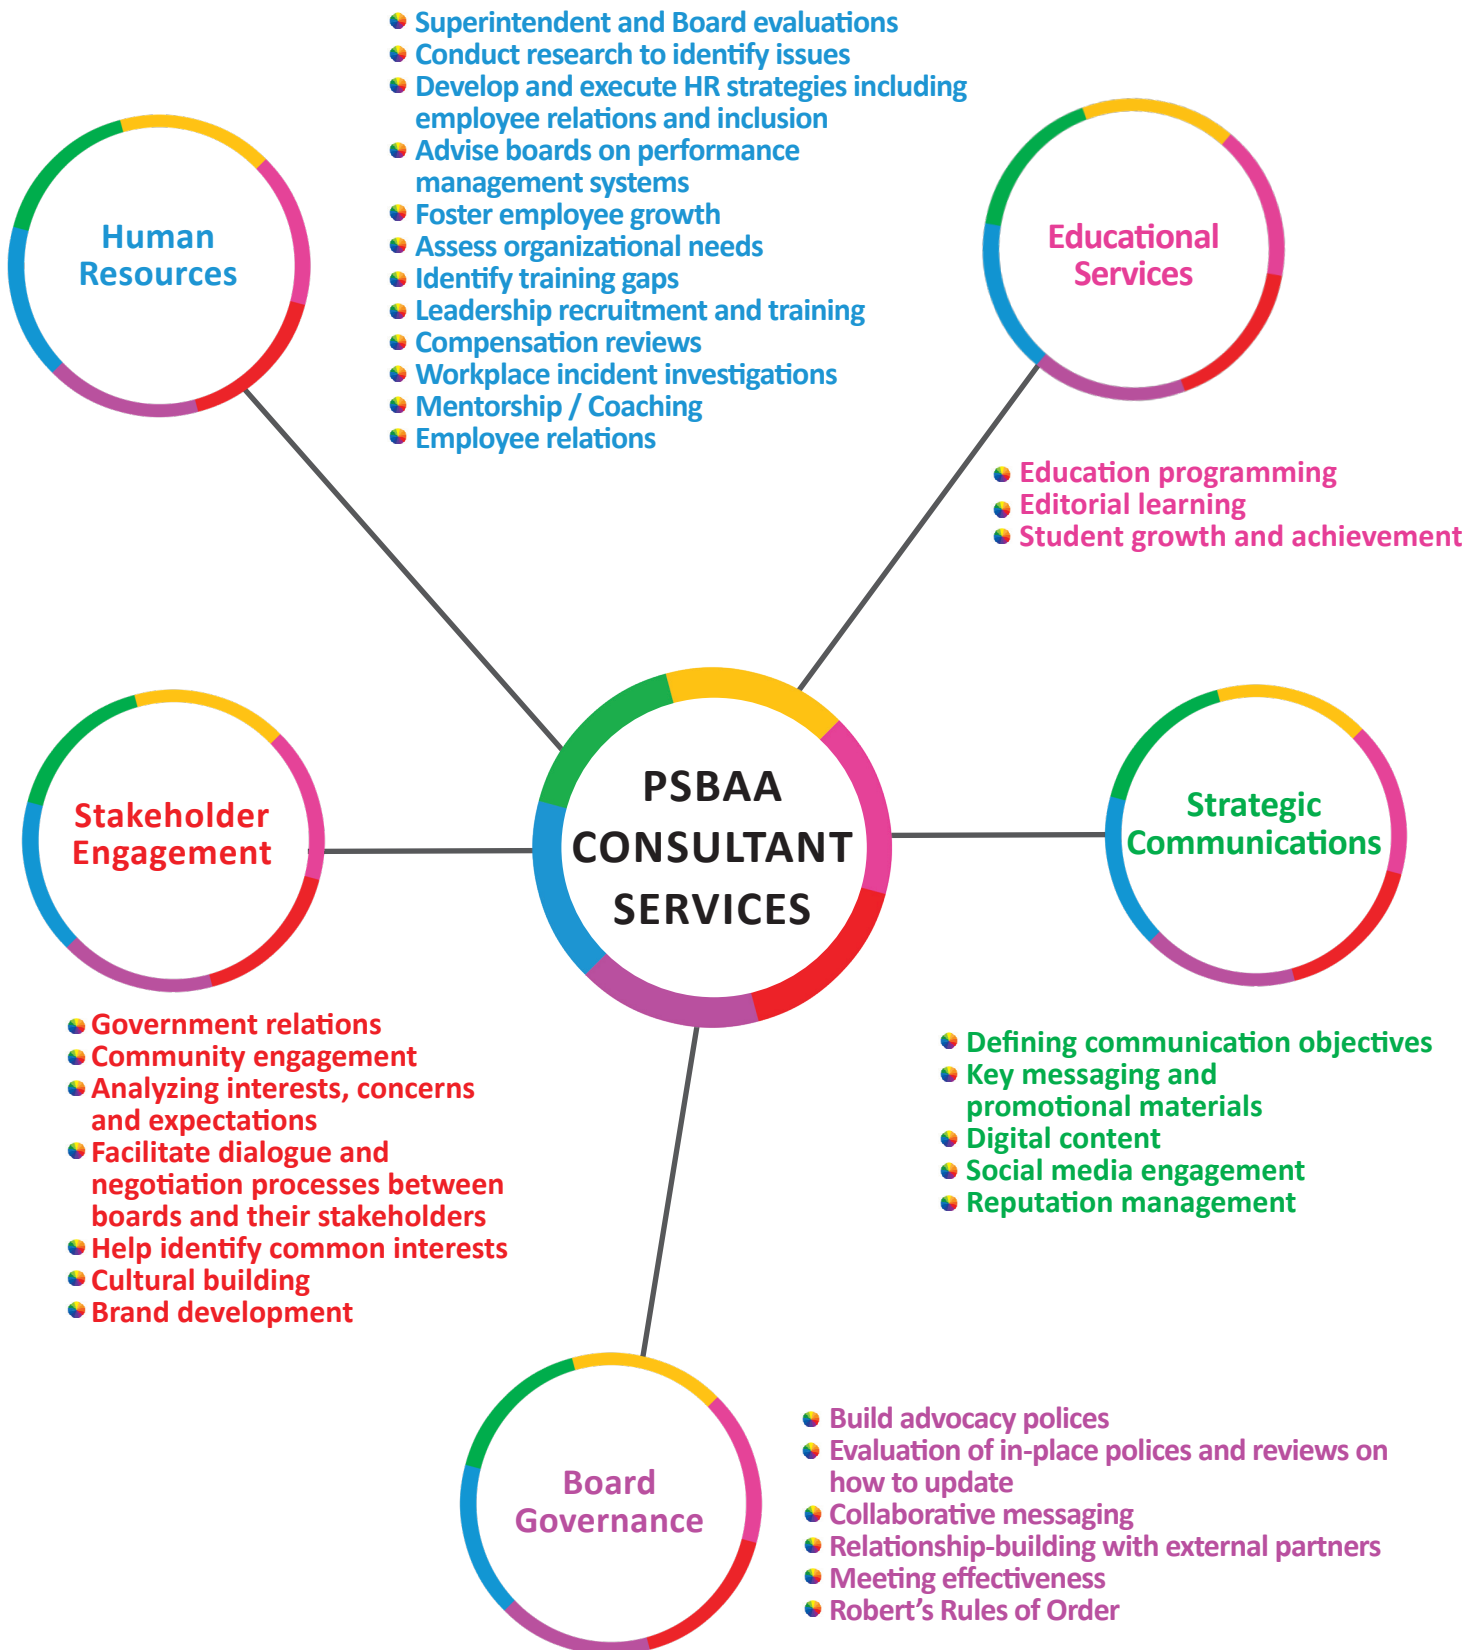 Human
Resources
Superintendent and Board evaluations
Conduct research to identify issues
Develop and execute HR strategies including
employee relations and inclusion
Advise boards on performance
management systems
Foster employee growth
Assess organizational needs
Identify training gaps
Leadership recruitment and training
Compensation reviews
Workplace incident investigations
Mentorship / Coaching
Employee relations
Educational
Services
Education programming
Editorial learning
Student growth and achievement
PSBAA
CONSULTANT
SERVICES
Stakeholder
Engagement
Government relations
Community engagement
Analyzing interests, concerns
and expectations
Facilitate dialogue and
negotiation processes between
boards and their stakeholders
Help identify common interests
Cultural building
Brand development
Strategic
Communications
Defining communication objectives
Key messaging and
promotional materials
Digital content
Social media engagement
Reputation management
Board
Governance
Build advocacy polices
Evaluation of in-place polices and reviews on
how to update
Collaborative messaging
Relationship-building with external partners
Meeting effectiveness
Robert's Rules of Order